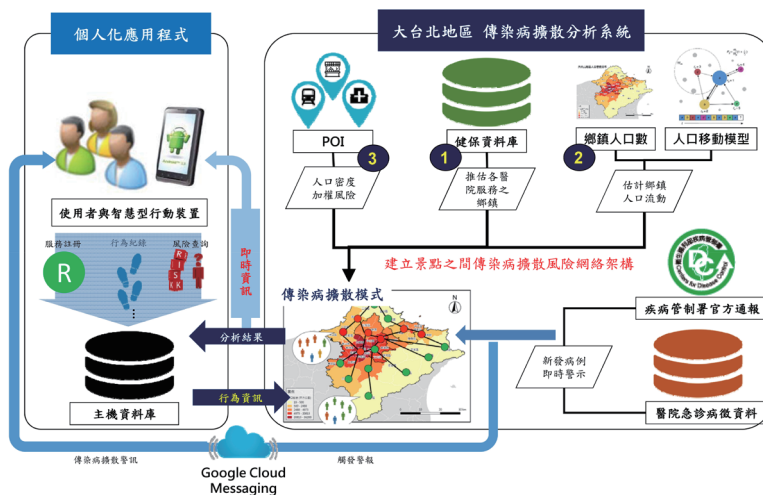 個人化應用程式
使用者與智慧型行動裝置
服務註冊
行為紀錄
風險查詢
R
RISK
主機資料庫
即時
資訊
分析結果
行為資訊
大台北地區 傳染病擴散分析系統
POI
3
人口密度
加權風險
健保資料庫
1
推估各醫
院服務之
鄉鎮
鄉鎮人口數
人口移動模型
2
估計鄉鎮
人口流動
建立景點之間傳染病擴散風險網絡架構
傳染病擴散模式
N
疾病管制署官方通報
新發病例
即時警示
醫院急診病徵資料
傳染病擴散警訊
觸發警報
Google Cloud
Messaging